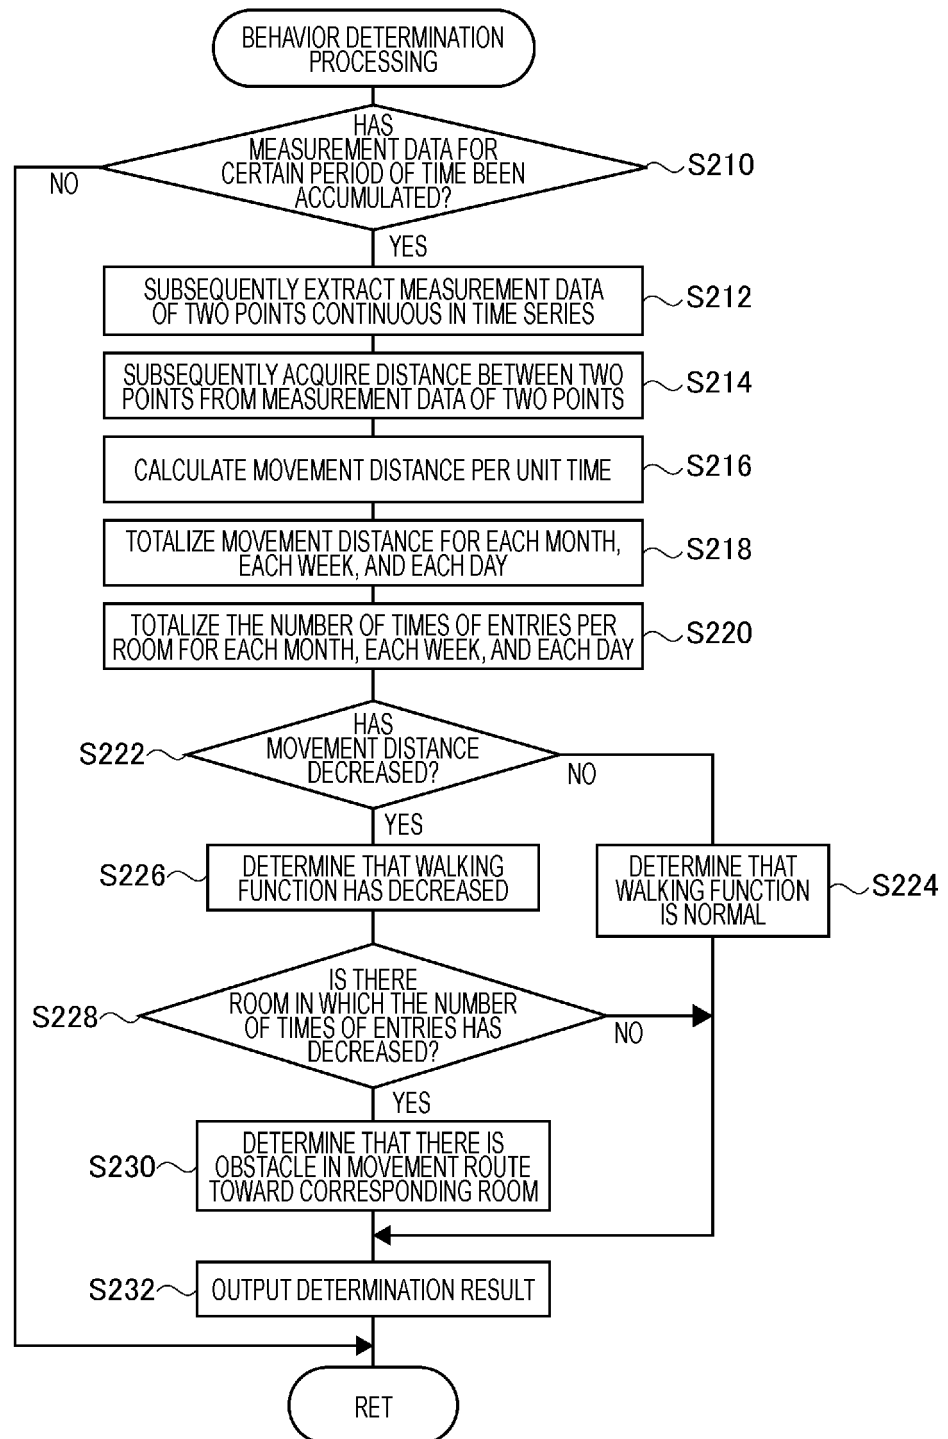 BEHAVIOR DETERMINATION
PROCESSING
HAS
MEASUREMENT DATA FOR
CERTAIN PERIOD OF TIME BEEN
ACCUMULATED?
S210
NO
YES
SUBSEQUENTLY EXTRACT MEASUREMENT DATA
OF TWO POINTS CONTINUOUS IN TIME SERIES
S212
SUBSEQUENTLY ACQUIRE DISTANCE BETWEEN TWO
POINTS FROM MEASUREMENT DATA OF TWO POINTS
S214
CALCULATE MOVEMENT DISTANCE PER UNIT TIME
S216
TOTALIZE MOVEMENT DISTANCE FOR EACH MONTH,
EACH WEEK, AND EACH DAY
S218
TOTALIZE THE NUMBER OF TIMES OF ENTRIES PER
ROOM FOR EACH MONTH, EACH WEEK, AND EACH DAY
S220
S222
HAS
MOVEMENT DISTANCE
DECREASED?
NO
YES
S226
DETERMINE THAT WALKING
FUNCTION HAS DECREASED
DETERMINE THAT
WALKING FUNCTION
IS NORMAL
S224
S228
IS THERE
ROOM IN WHICH THE NUMBER
OF TIMES OF ENTRIES HAS
DECREASED?
NO
YES
S230
DETERMINE THAT THERE IS
OBSTACLE IN MOVEMENT ROUTE
TOWARD CORRESPONDING ROOM
S232
OUTPUT DETERMINATION RESULT
RET